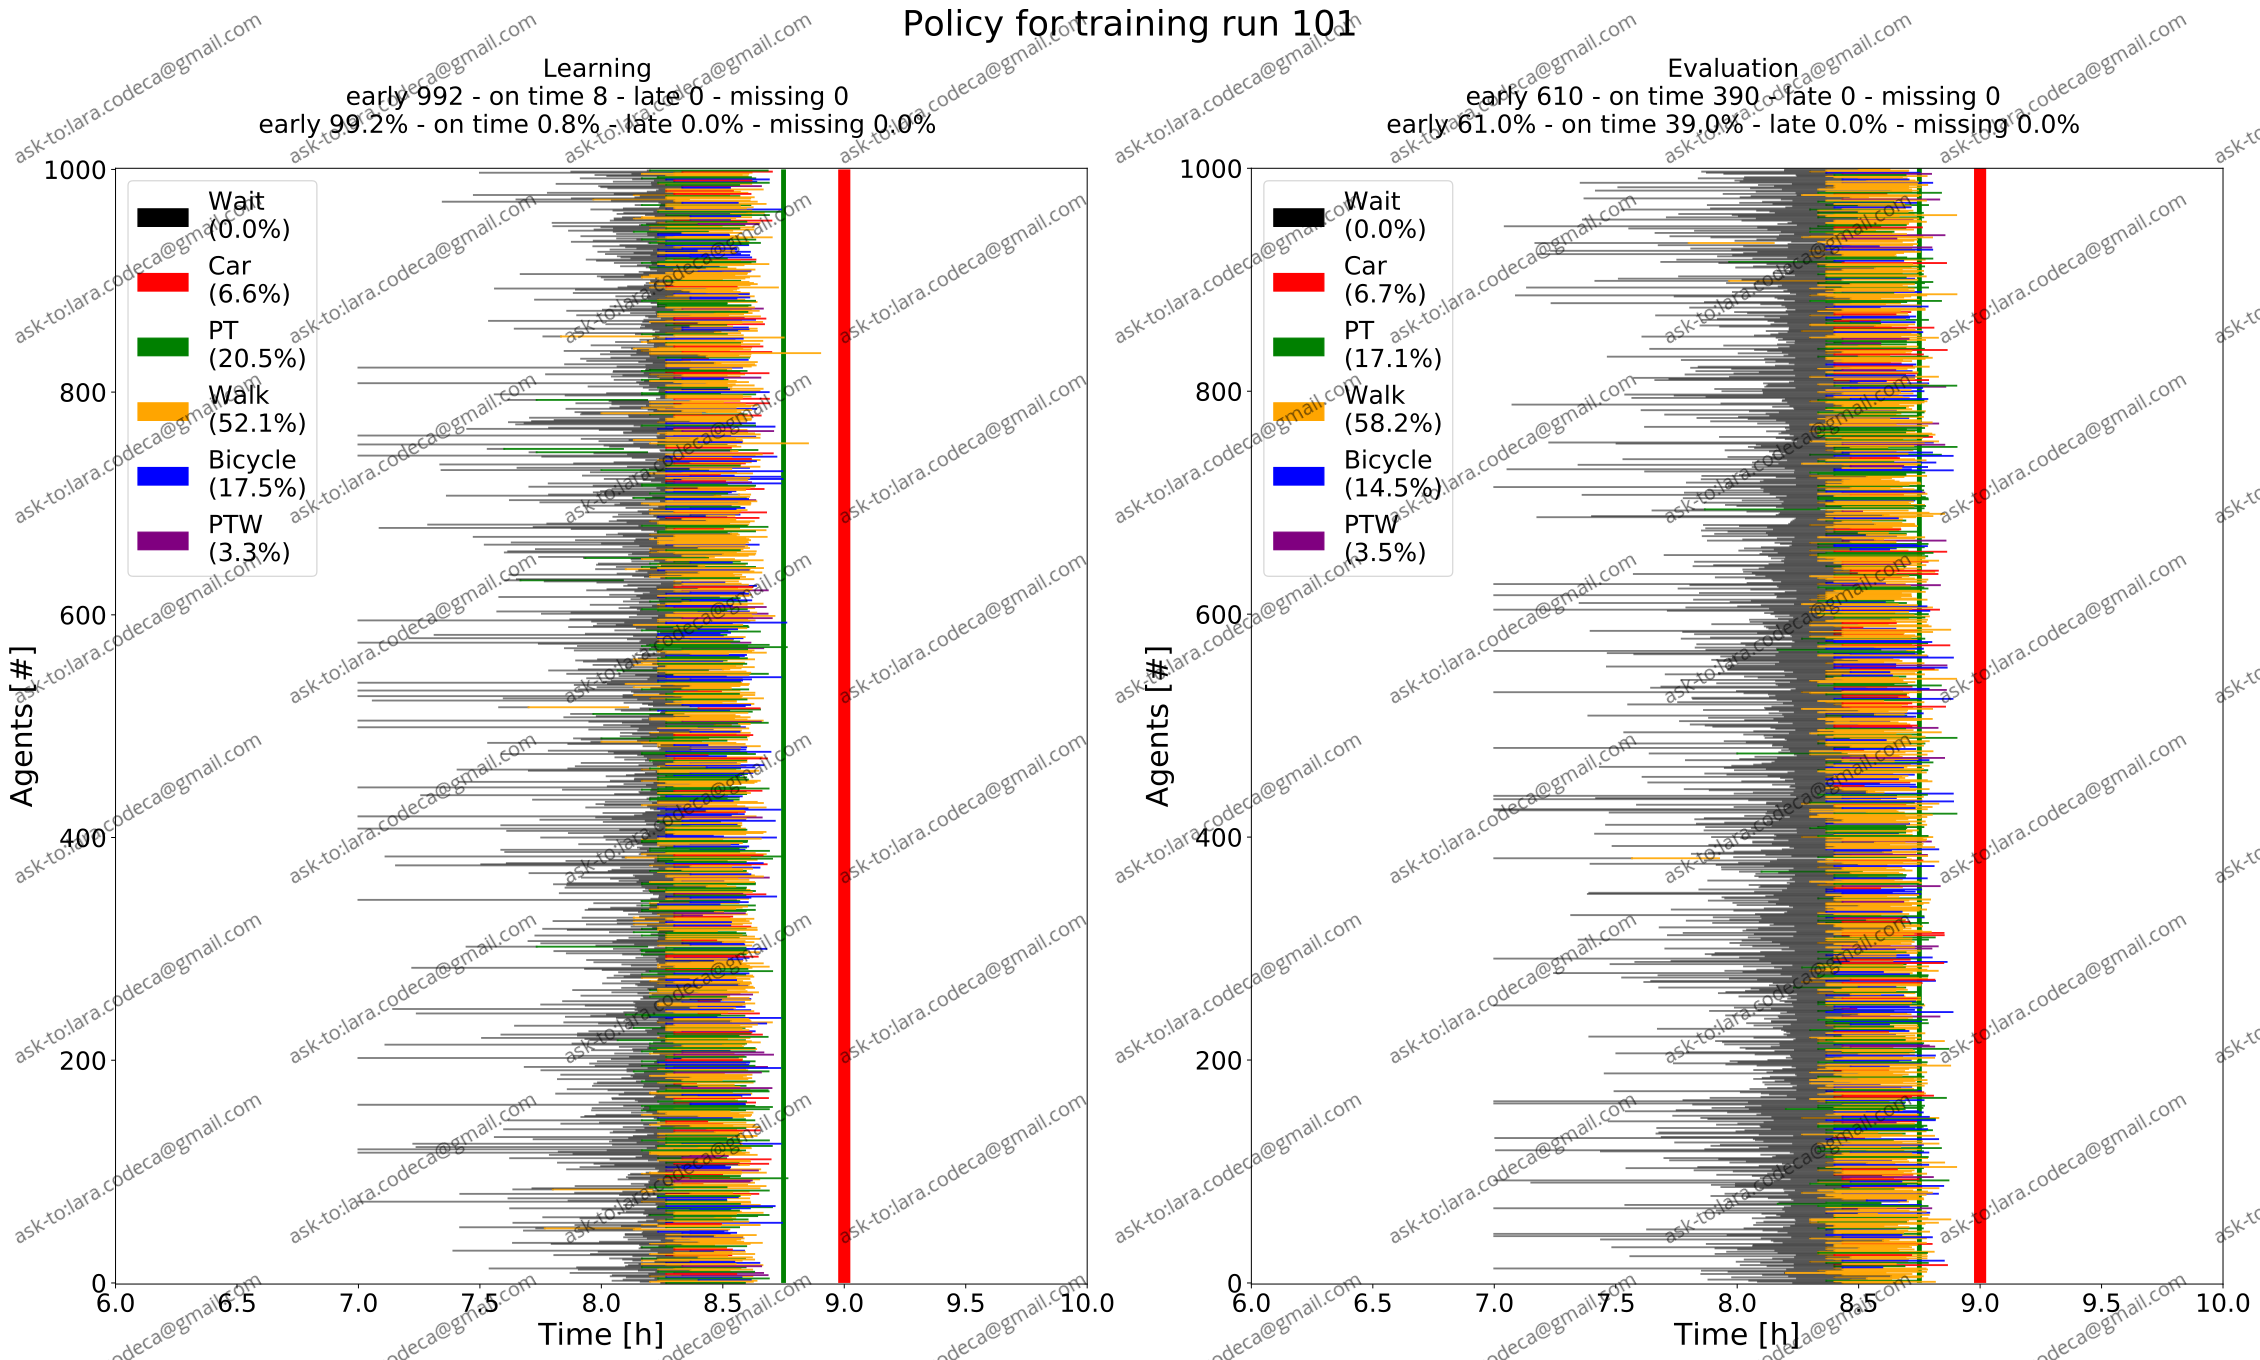 Policy for training run 101
Learning
early 992 - on time 8 - late 0 - missing 0
early 99.2% - on time 0.8% - late 0.0% - missing 0.0%
1000
800
600
400
200
0
Agents [#]
Wait
(0.0%)
Car
(6.6%)
PT
(20.5%)
Walk
(52.1%)
Bicycle
(17.5%)
PTW
(3.3%)
6.0 6.5 7.0 7.5 8.0 8.5 9.0 9.5 10.0
Time [h]
Evaluation
early 610 - on time 390 - late 0 - missing 0
early 61.0% - on time 39.0% - late 0.0% - missing 0.0%
1000
800
600
400
200
0
Agents [#]
Wait
(0.0%)
Car
(6.7%)
PT
(17.1%)
Walk
(58.2%)
Bicycle
(14.5%)
PTW
(3.5%)
6.0 6.5 7.0 7.5 8.0 8.5 9.0 9.5 10.0
Time [h]
ask-to:lara.codeca@gmail.com